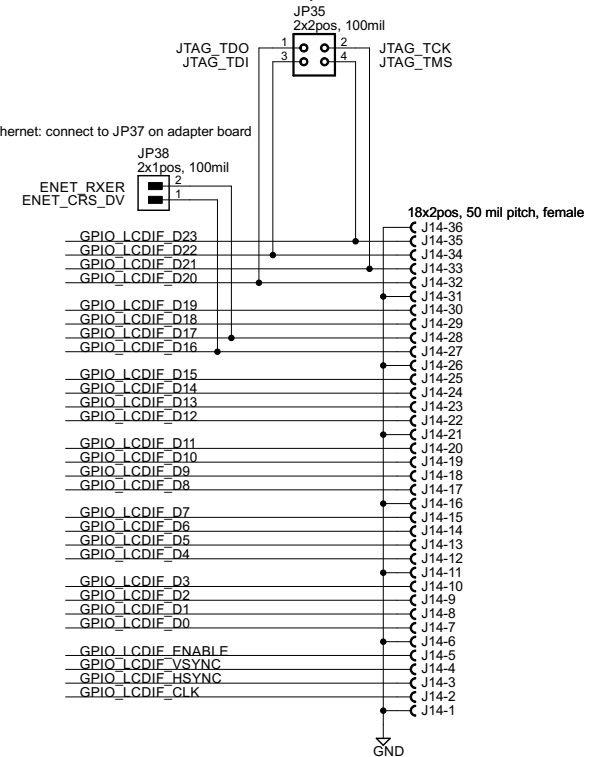 JP35
2x2pos, 100mil
JTAG_TDO 1 2 JTAG_TCK
JTAG_TDI 3 4 JTAG_TMS
hernet: connect to JP37 on adapter board
JP38
2x1pos, 100mil
ENET_RXER 2
ENET_CRS_DV 1
18x2pos, 50 mil pitch, female
J14-36
GPIO_LCDIF_D23 J14-35
GPIO_LCDIF_D22 J14-34
GPIO_LCDIF_D21 J14-33
GPIO_LCDIF_D20 J14-32
J14-31
GPIO_LCDIF_D19 J14-30
GPIO_LCDIF_D18 J14-29
GPIO_LCDIF_D17 J14-28
GPIO_LCDIF_D16 J14-27
J14-26
GPIO_LCDIF_D15 J14-25
GPIO_LCDIF_D14 J14-24
GPIO_LCDIF_D13 J14-23
GPIO_LCDIF_D12 J14-22
J14-21
GPIO_LCDIF_D11 J14-20
GPIO_LCDIF_D10 J14-19
GPIO_LCDIF_D9 J14-18
GPIO_LCDIF_D8 J14-17
J14-16
GPIO_LCDIF_D7 J14-15
GPIO_LCDIF_D6 J14-14
GPIO_LCDIF_D5 J14-13
GPIO_LCDIF_D4 J14-12
J14-11
GPIO_LCDIF_D3 J14-10
GPIO_LCDIF_D2 J14-9
GPIO_LCDIF_D1 J14-8
GPIO_LCDIF_D0 J14-7
J14-6
GPIO_LCDIF_ENABLE J14-5
GPIO_LCDIF_VSYNC J14-4
GPIO_LCDIF_HSYNC J14-3
GPIO_LCDIF_CLK J14-2
J14-1
GND